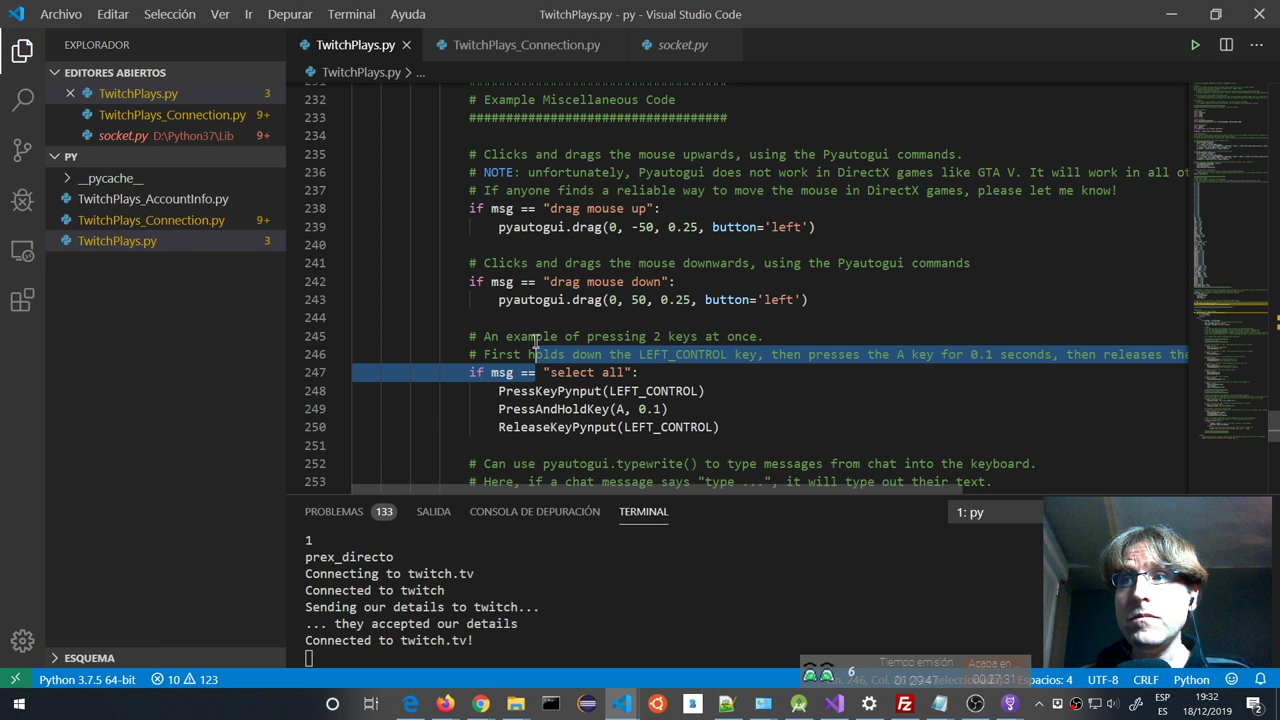 Archivo Editar Selección Ver Ir Depurar Terminal Ayuda TwitchPlays.py - py - Visual Studio Code
EXPLORADOR
EDITORES ABIERTOS
TwitchPlays.py 3
TwitchPlays_Connection.py 9+
socket.py D:\Python37\Lib 9+
PY
__pycache__
TwitchPlays_AccountInfo.py
TwitchPlays_Connection.py 9+
TwitchPlays.py 3
ESQUEMA
TwitchPlays.py TwitchPlays_Connection.py socket.py
TwitchPlays.py > ...
232 # Example Miscellaneous Code
233 ##############################
234
235 # Clicks and drags the mouse upwards, using the Pyautogui commands
236 # NOTE: unfortunately, Pyautogui does not work in DirectX games like GTA V. It will work in all ot
237 # If anyone finds a reliable way to move the mouse in DirectX games, please let me know!
238 if msg == "drag mouse up":
239 pyautogui.drag(0, -50, 0.25, button='left')
240
241 # Clicks and drags the mouse downwards, using the Pyautogui commands
242 if msg == "drag mouse down":
243 pyautogui.drag(0, 50, 0.25, button='left')
244
245 # An example of pressing 2 keys at once.
246 # First holds down the LEFT_CONTROL key, then presses the A key for 0.1 seconds, then releases the
247 if msg == "select all":
248 PressKeyPynput(LEFT_CONTROL)
249 PressAndHoldKey(A, 0.1)
250 ReleaseKeyPynput(LEFT_CONTROL)
251
252 # Can use pyautogui.typewrite() to type messages from chat into the keyboard.
253 # Here, if a chat message says "type ...", it will type out their text.
PROBLEMS 133 SALIDA CONSOLA DE DEPURACIÓN TERMINAL 1: py
1
prex_directo
Connecting to twitch.tv
Connected to twitch
Sending our details to twitch...
... they accepted our details
Connected to twitch.tv!
6 Tiempo emisión Acaba en
01:29:47 00:27:31
Python 3.7.5 64-bit 10 123 Espacios: 4 UTF-8 CRLF Python
ESP 19:32
ES 18/12/2019